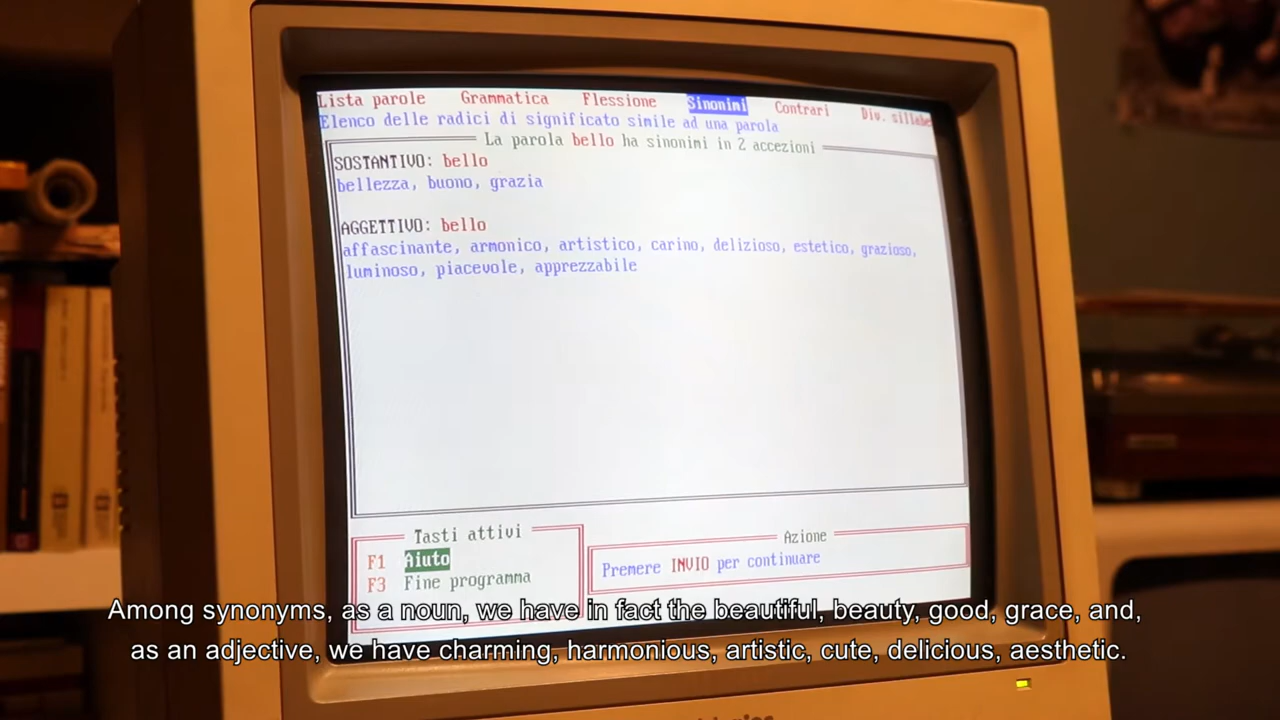 Lista parole Grammatica Flessione Sinonimi Contrari Div. sillabe
Elenco delle radici di significato simile ad una parola
La parola bello ha sinonimi in 2 accezioni
SOSTANTIVO: bello
bellezza, buono, grazia
AGGETTIVO: bello
affascinante, armonico, artistico, carino, delizioso, estetico, grazioso,
luminoso, piacevole, apprezzabile
Tasti attivi
F1 Aiuto
F3 Fine programma
Azione
Premere INVIO per continuare
Among synonyms, as a noun, we have in fact the beautiful, beauty, good, grace, and,
as an adjective, we have charming, harmonious, artistic, cute, delicious, aesthetic.